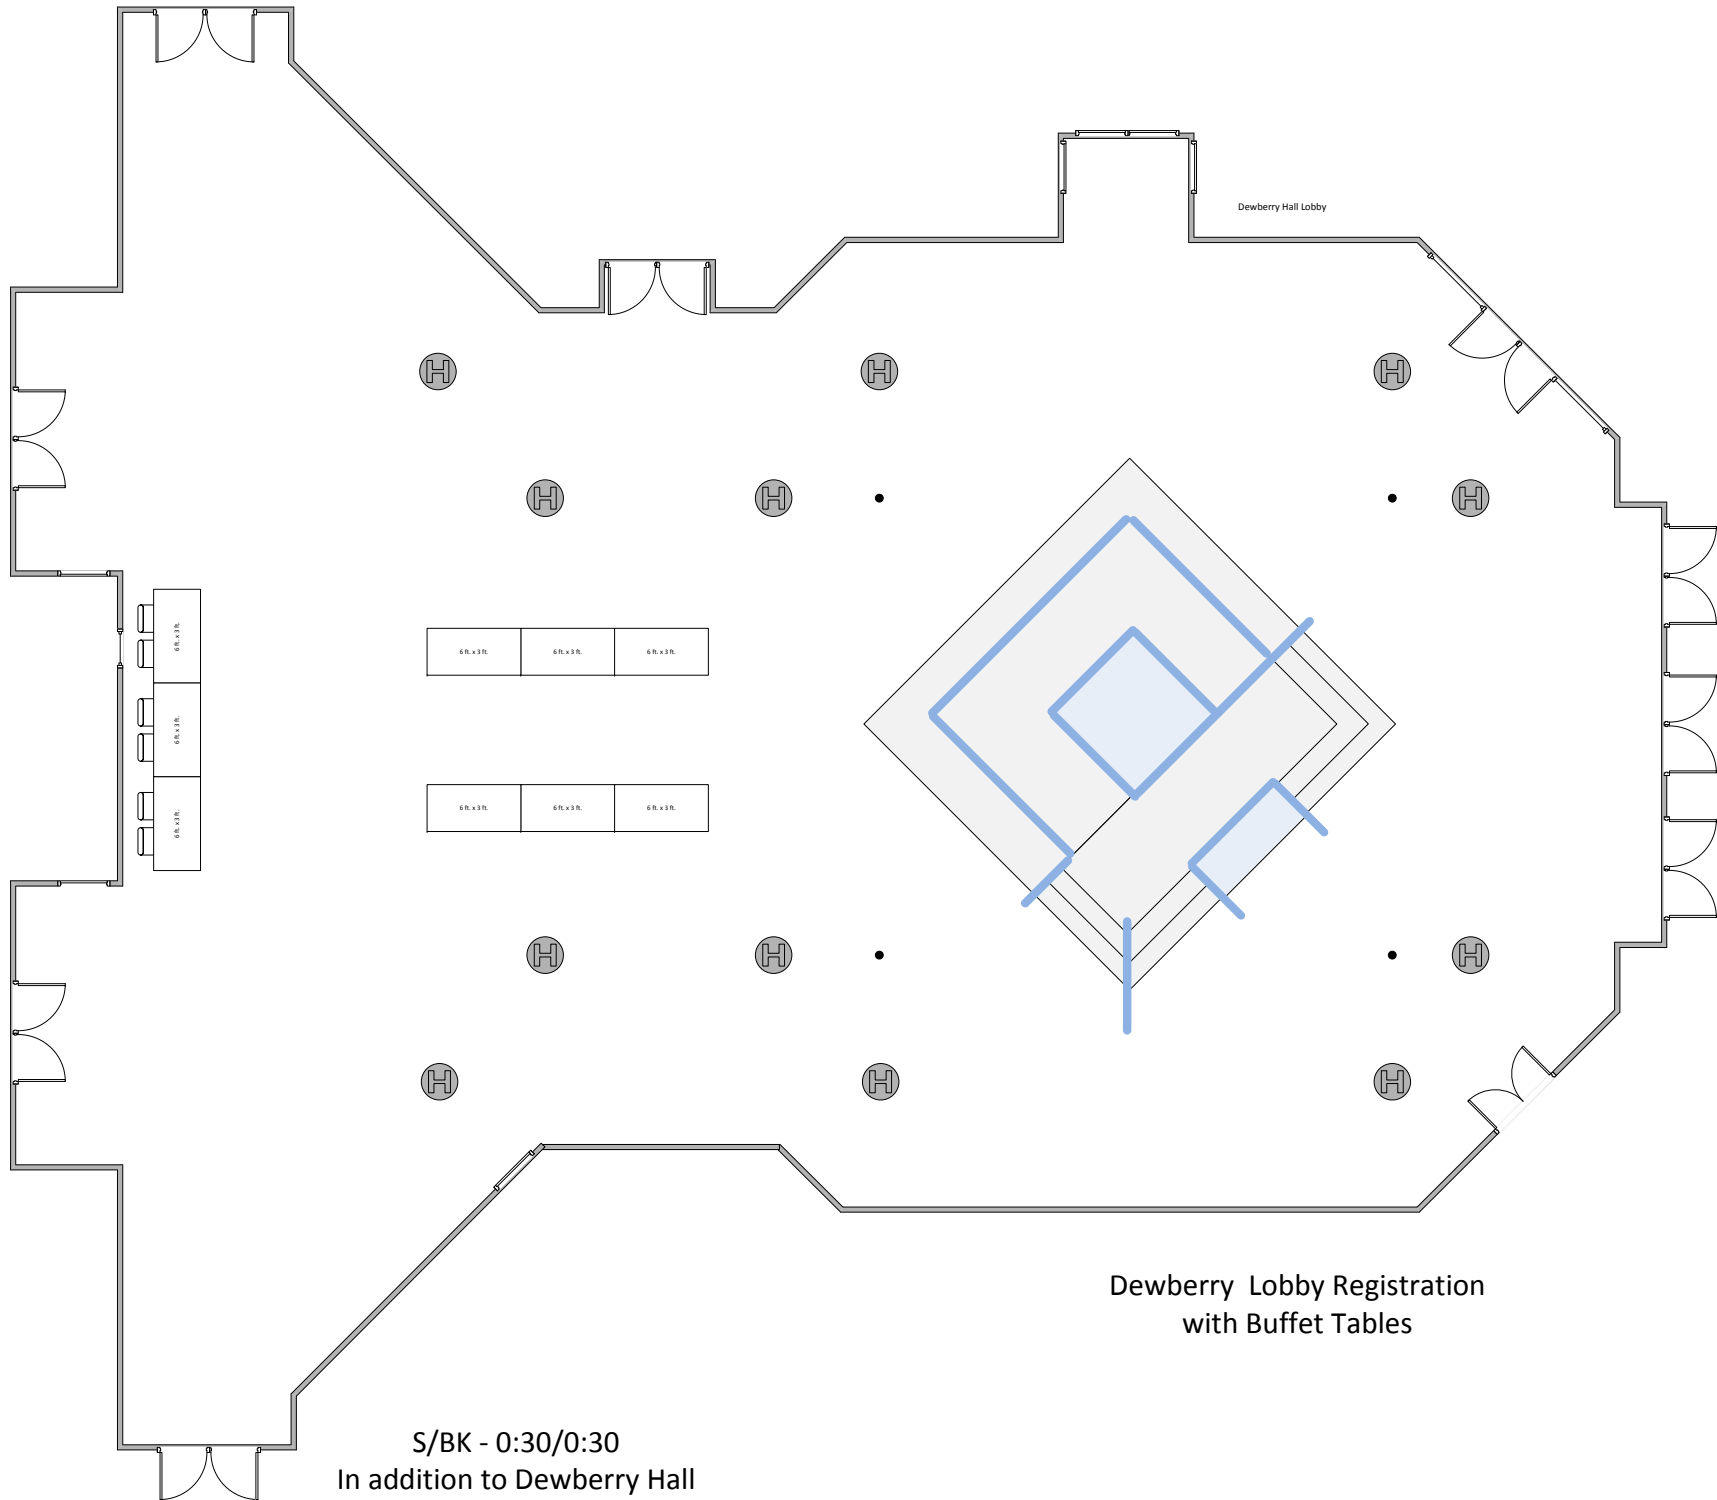 Dewberry Hall Lobby
H
H
H
H
H
H
6 ft. x 3 ft.
6 ft. x 3 ft.
6 ft. x 3 ft.
6 ft. x 3 ft.
6 ft. x 3 ft.
6 ft. x 3 ft.
6 ft. x 3 ft.
6 ft. x 3 ft.
6 ft. x 3 ft.
H
H
H
H
H
H
Dewberry Lobby Registration
with Buffet Tables
S/BK - 0:30/0:30
In addition to Dewberry Hall